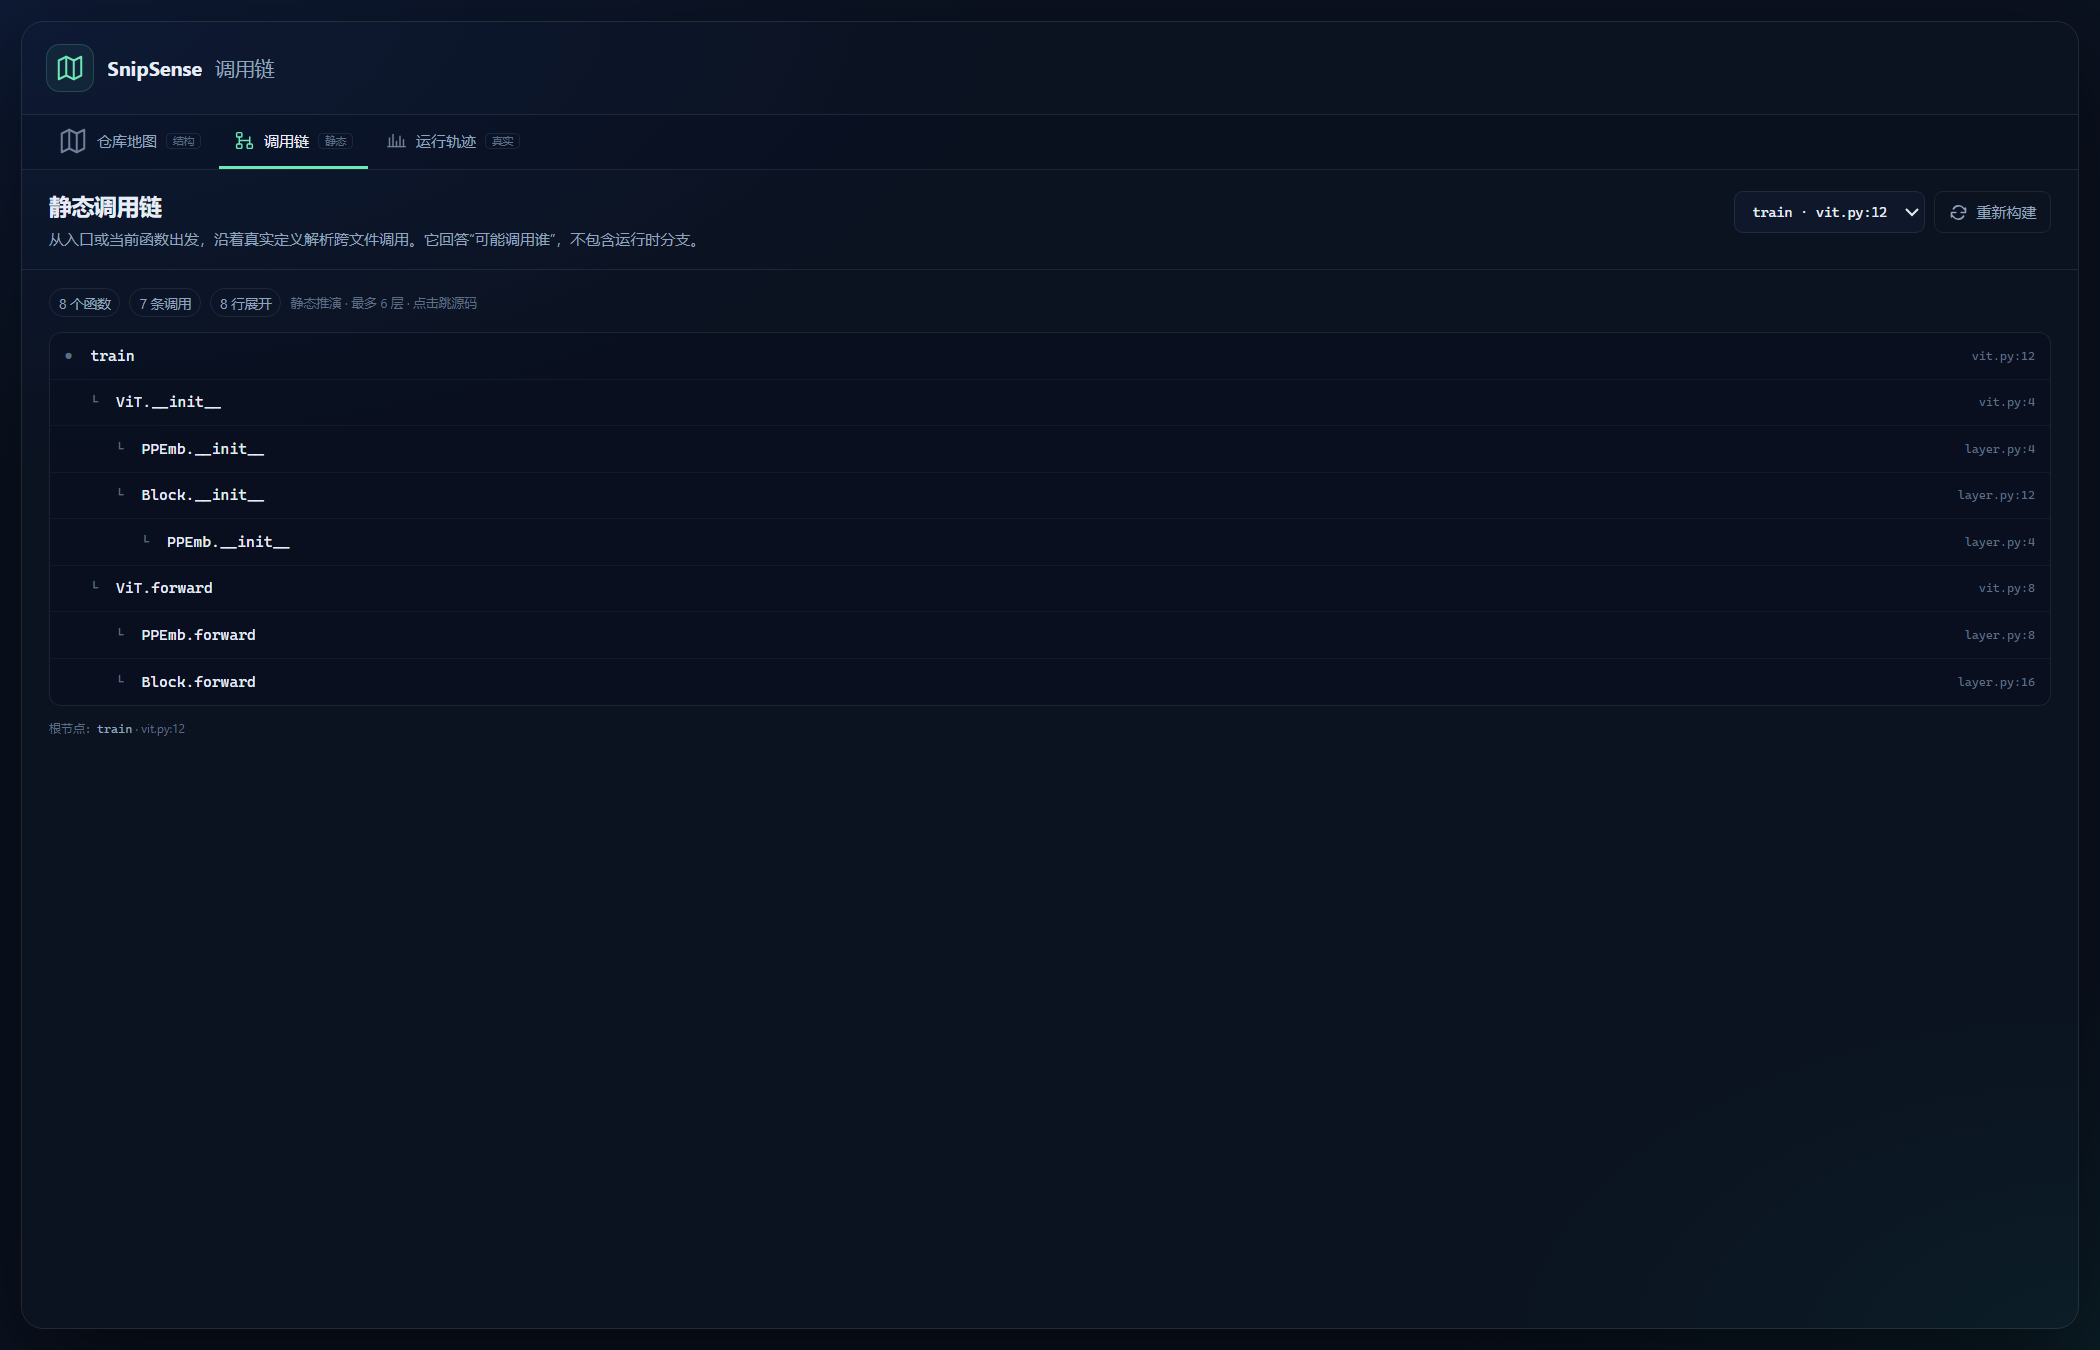 SnipSense 调用链
仓库地图 结构 调用链 静态 运行轨迹 真实
静态调用链
从入口或当前函数出发，沿着真实定义解析跨文件调用。它回答“可能调用谁”，不包含运行时分支。
train · vit.py:12 重新构建
8 个函数 7 条调用 8 行展开 静态推演 · 最多 6 层 · 点击跳源码
train vit.py:12
ViT.__init__ vit.py:4
PPEmb.__init__ layer.py:4
Block.__init__ layer.py:12
PPEmb.__init__ layer.py:4
ViT.forward vit.py:8
PPEmb.forward layer.py:8
Block.forward layer.py:16
根节点：train · vit.py:12